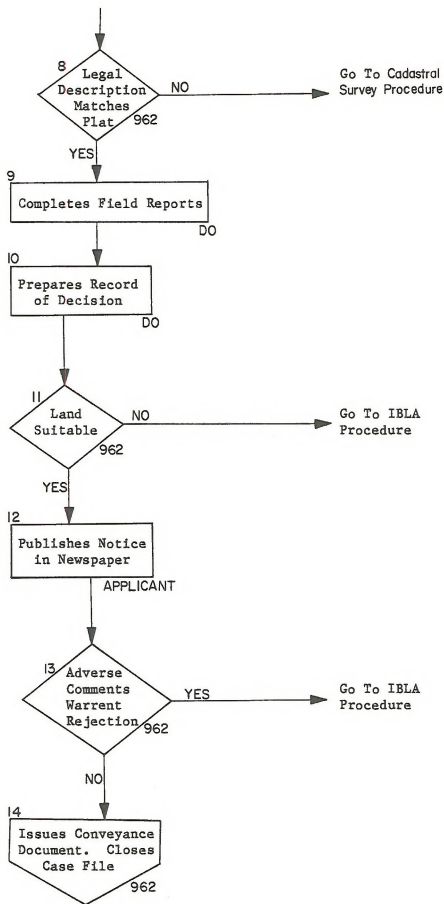 8
Legal
Description
Matches
Plat
962
NO
Go To Cadastral
Survey Procedure
YES
9
Completes Field Reports
DO
10
Prepares Record
of Decision
DO
11
Land
Suitable
962
NO
Go To IBLA
Procedure
YES
12
Publishes Notice
in Newspaper
APPLICANT
13
Adverse
Comments
Warrent
Rejection
962
YES
Go To IBLA
Procedure
NO
14
Issues Conveyance
Document. Closes
Case File
962